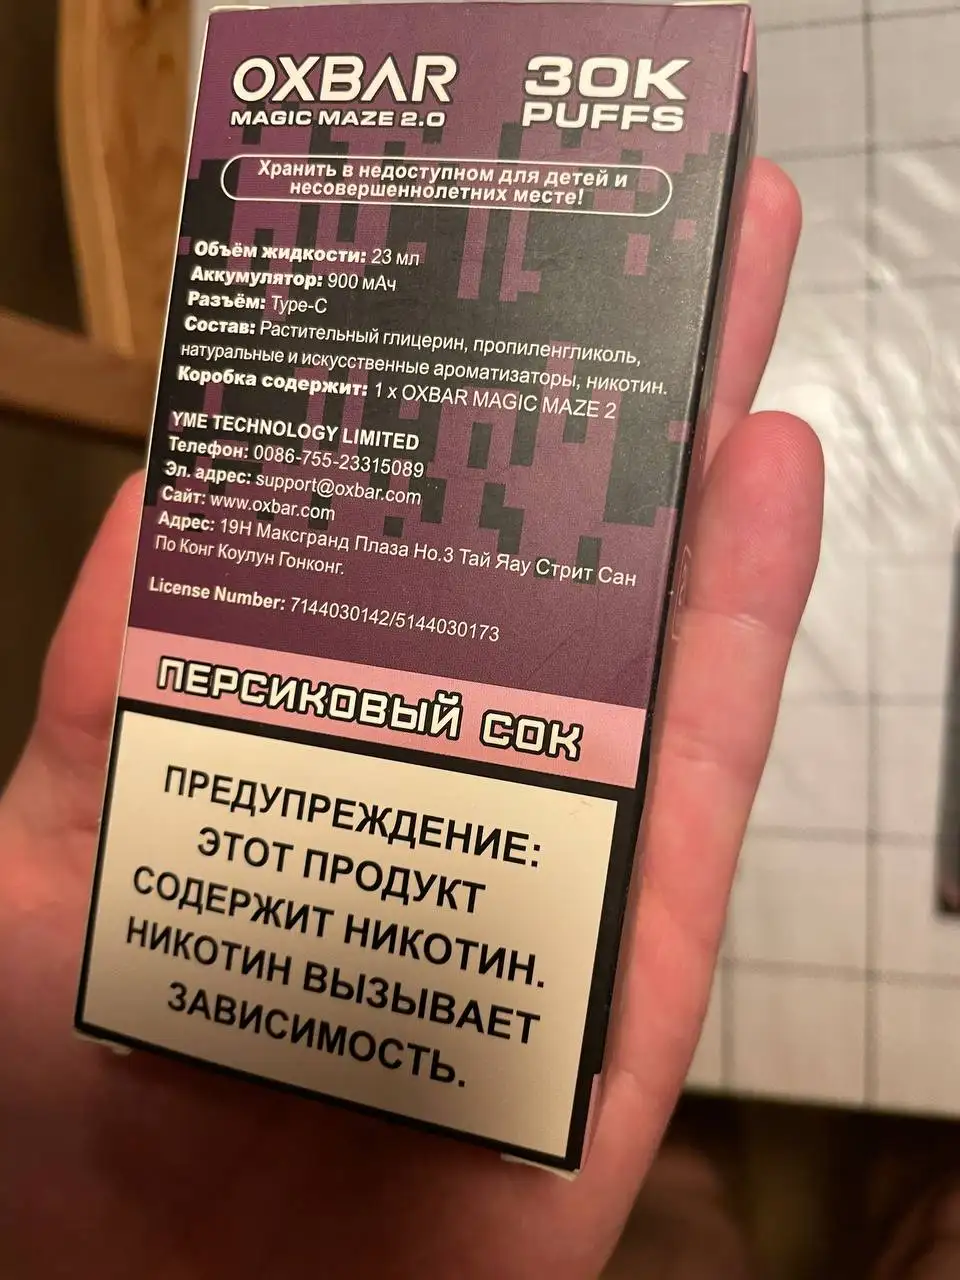 OXBAR
MAGIC MAZE 2.0
30K
PUFFS
Хранить в недоступном для детей и
несовершеннолетних месте!
Объём жидкости: 23 мл
Аккумулятор: 900 мАч
Разъём: Type-C
Состав: Растительный глицерин, пропиленгликоль,
натуральные и искусственные ароматизаторы, никотин.
Коробка содержит: 1 x OXBAR MAGIC MAZE 2
YME TECHNOLOGY LIMITED
Телефон: 0086-755-23315089
Эл. адрес: support@oxbar.com
Сайт: www.oxbar.com
Адрес: 19H Максгранд Плаза Но.3 Тай Яау Стрит Сан
По Конг Коулун Гонконг.
License Number: 7144030142/5144030173
ПЕРСИКОВЫЙ СОК
ПРЕДУПРЕЖДЕНИЕ:
ЭТОТ ПРОДУКТ
СОДЕРЖИТ НИКОТИН.
НИКОТИН ВЫЗЫВАЕТ
ЗАВИСИМОСТЬ.